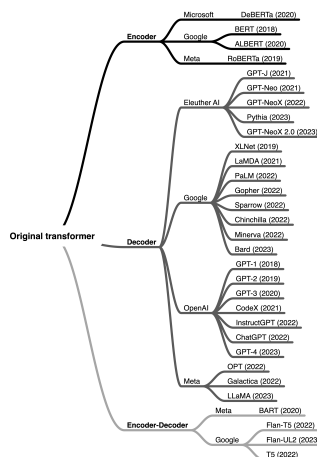 Original transformer
Encoder
Microsoft
DeBERTa (2020)
Google
BERT (2018)
ALBERT (2020)
Meta
RoBERTa (2019)
Decoder
Eleuther AI
GPT-J (2021)
GPT-Neo (2021)
GPT-NeoX (2022)
Pythia (2023)
GPT-NeoX 2.0 (2023)
Google
XLNet (2019)
LaMDA (2021)
PaLM (2022)
Gopher (2022)
Sparrow (2022)
Chinchilla (2022)
Minerva (2022)
Bard (2023)
OpenAI
GPT-1 (2018)
GPT-2 (2019)
GPT-3 (2020)
CodeX (2021)
InstructGPT (2022)
ChatGPT (2022)
GPT-4 (2023)
Meta
OPT (2022)
Galactica (2022)
LLaMA (2023)
Encoder-Decoder
Meta
BART (2020)
Google
Flan-T5 (2022)
Flan-UL2 (2023
T5 (2022)